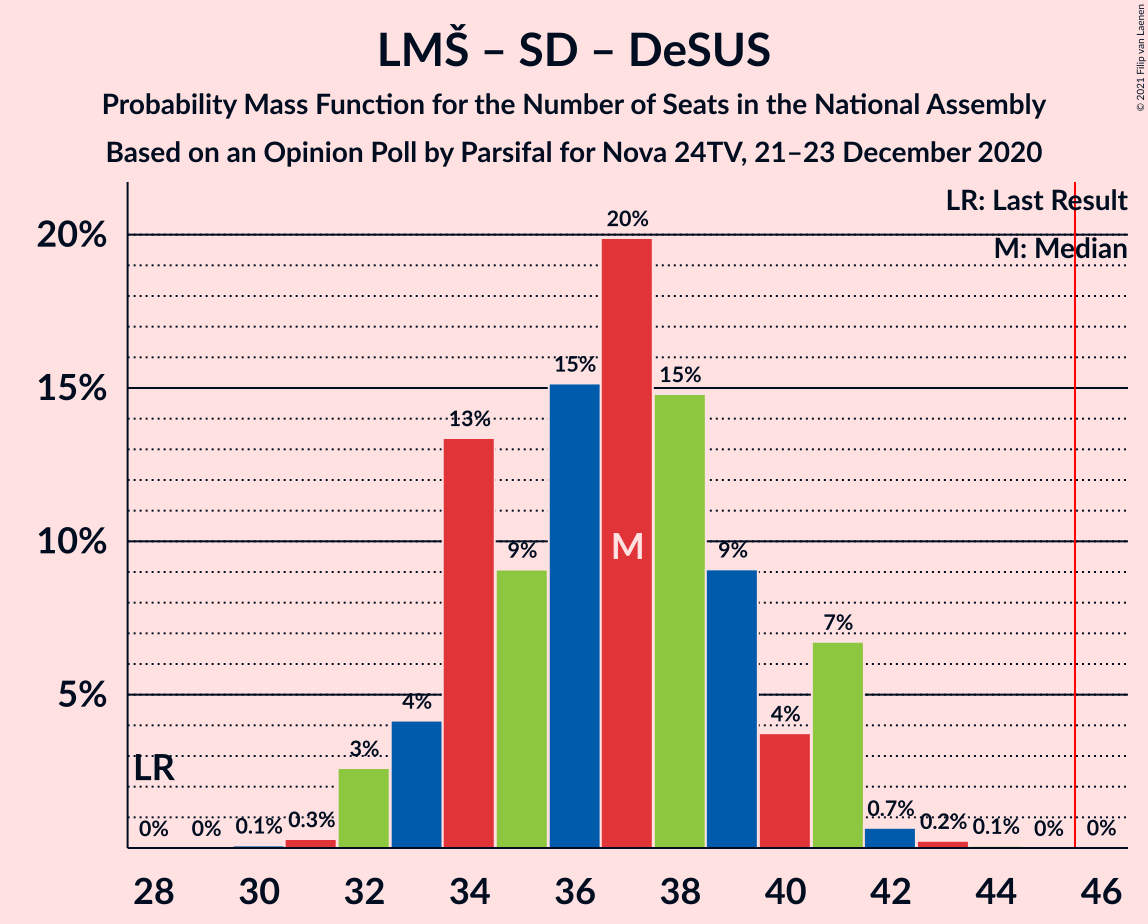 LMŠ – SD – DeSUS
Probability Mass Function for the Number of Seats in the National Assembly
Based on an Opinion Poll by Parsifal for Nova 24TV, 21–23 December 2020
© 2021 Filip van Laenen
LR: Last Result
M: Median
20%
15%
10%
5%
LR
0%
0%
0.1%
0.3%
3%
4%
13%
9%
15%
20%
M
15%
9%
4%
7%
0.7%
0.2%
0.1%
0%
0%
28 30 32 34 36 38 40 42 44 46